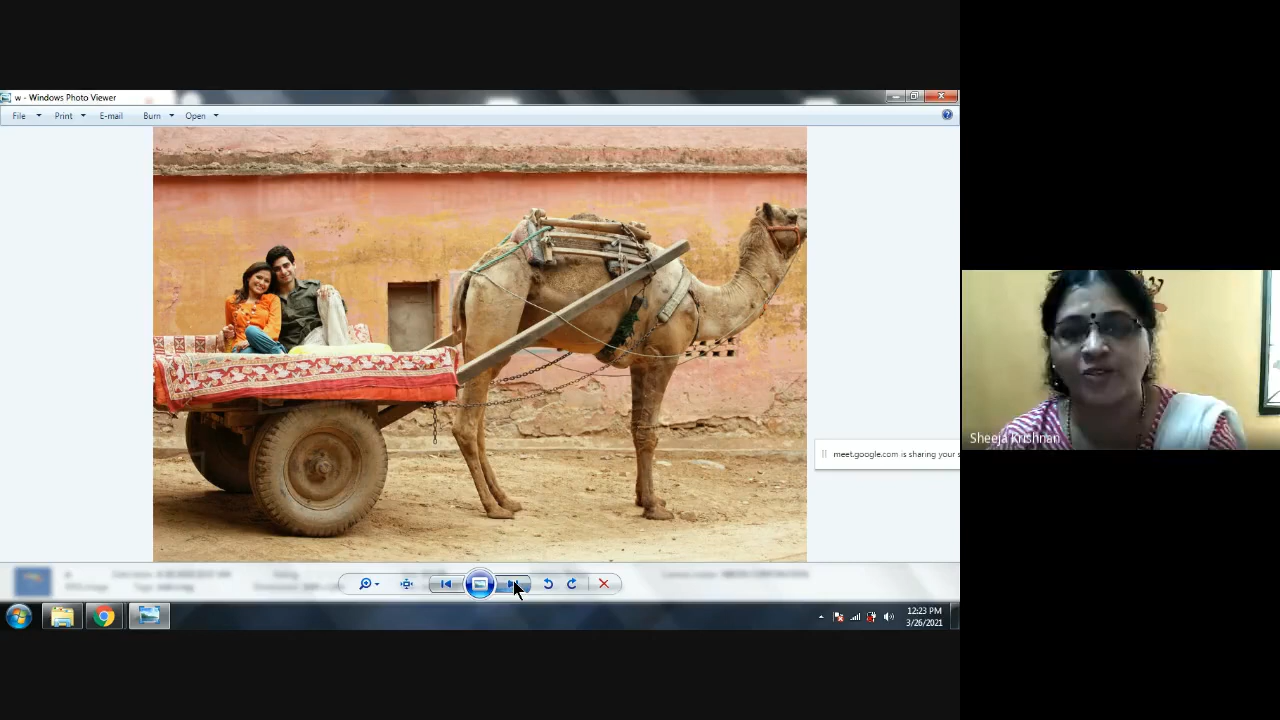 w - Windows Photo Viewer
File Print E-mail Burn Open
Sheeja Krishnan
meet.google.com is sharing your s
12:23 PM
3/26/2021